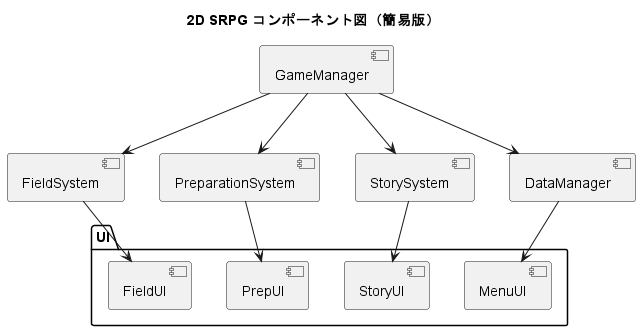 2D SRPG コンポーネント図（簡易版）
GameManager
FieldSystem
PreparationSystem
StorySystem
DataManager
UI
FieldUI
PrepUI
StoryUI
MenuUI